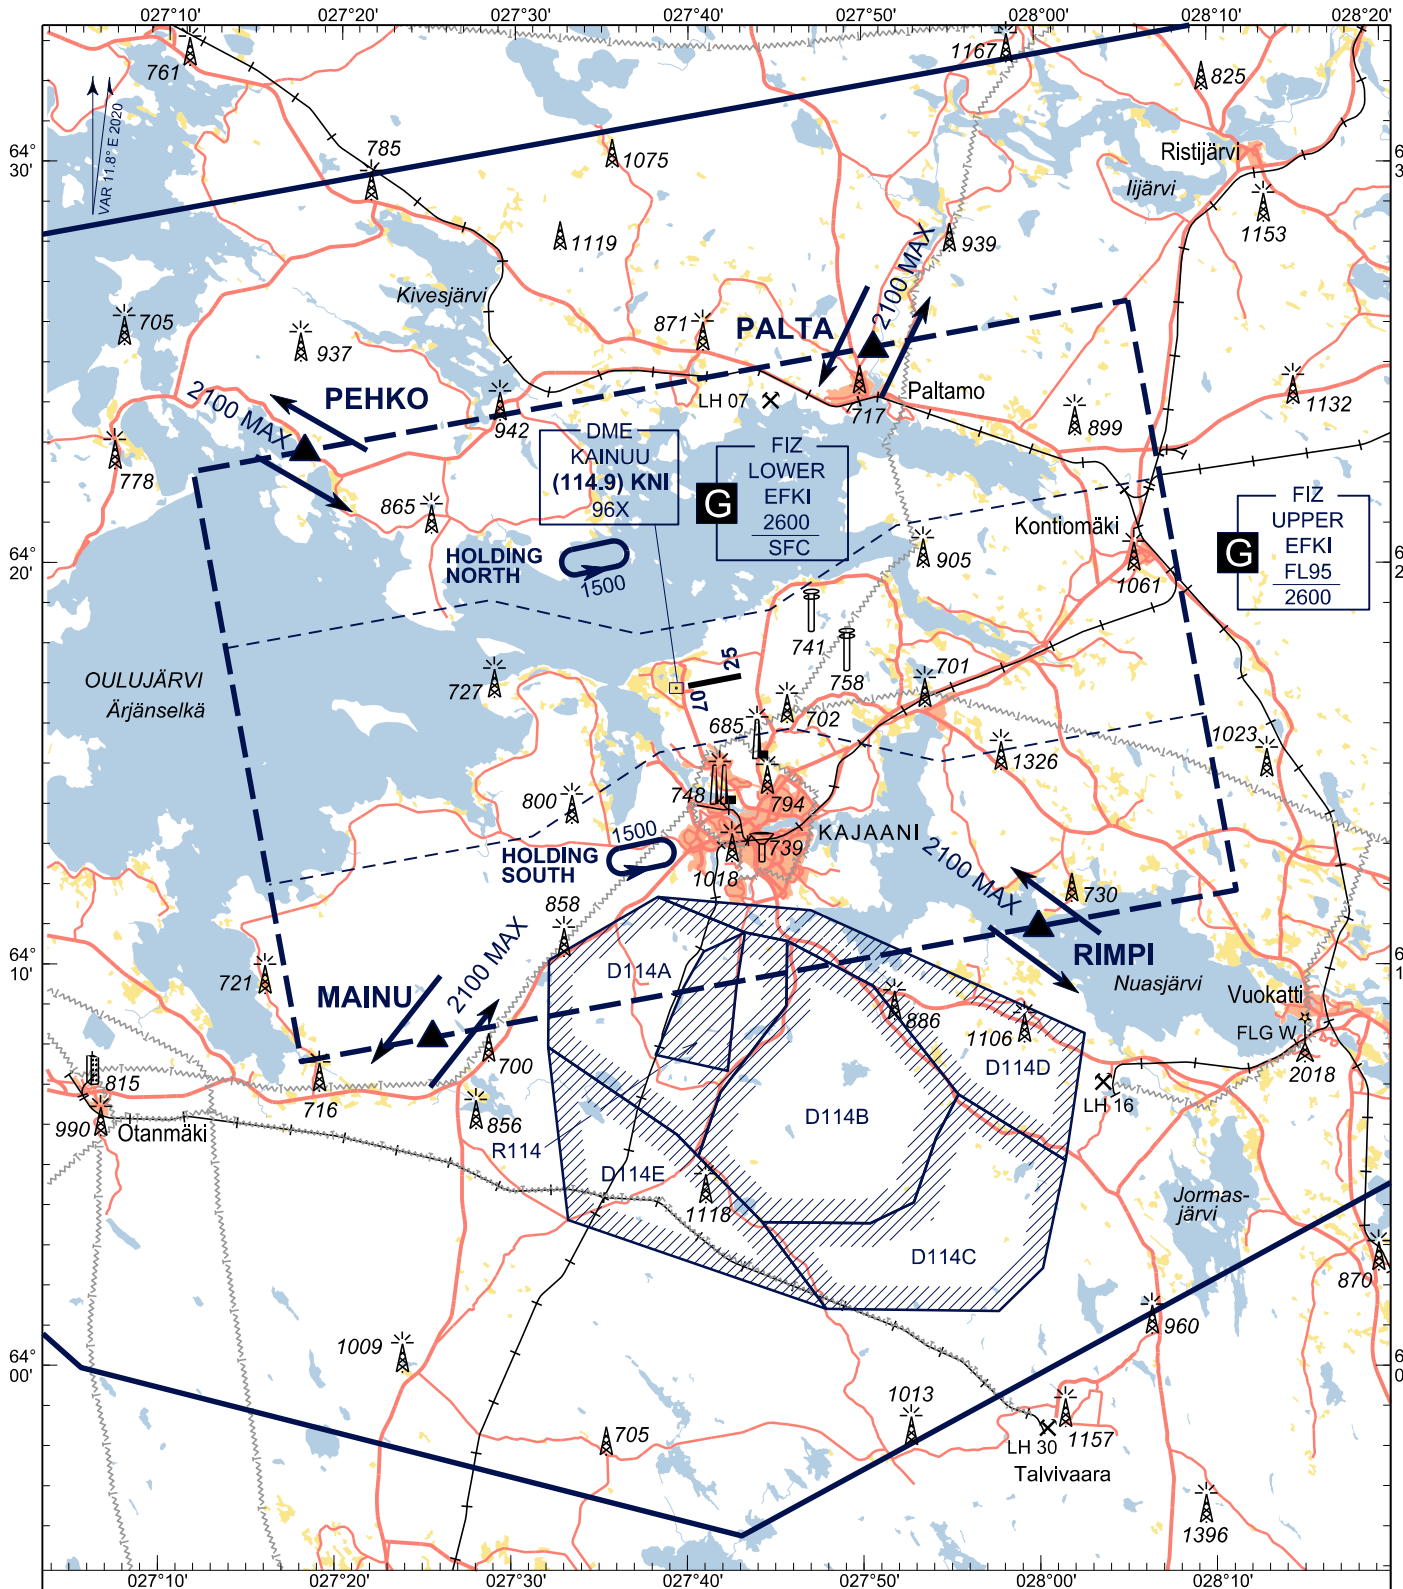 027°10'
027°20'
027°30'
027°40'
027°50'
028°00'
028°10'
028°20'
761
1167
825
VAR 11.8° E 2020
785
1075
Ristijärvi
64°
30'
6
3
Iijärvi
1153
1119
939
2100 MAX
Kivesjärvi
705
937
871
PALTA
PEHKO
2100 MAX
Paltamo
LH 07
717
1132
942
899
778
865
DME
KAINUU
(114.9) KNI
96X
G
FIZ
LOWER
EFKI
2600
SFC
Kontiomäki
G
FIZ
UPPER
EFKI
FL95
2600
64°
20'
6
2
HOLDING
NORTH
1500
905
1061
741
758
OULUJÄRVI
Ärjänselkä
727
25
07
701
702
685
1326
1023
800
748
794
KAJAANI
739
1018
1500
HOLDING
SOUTH
2100 MAX
730
858
64°
10'
6
1
721
MAINU
2100 MAX
D114A
RIMPI
Nuasjärvi
Vuokatti
FLG W
886
1106
D114D
2018
700
815
716
990
Otanmäki
856
LH 16
D114B
R114
D114E
1118
Jormas-
järvi
D114C
870
960
1009
64°
00'
6
0
1013
705
1157
LH 30
Talvivaara
1396
027°10'
027°20'
027°30'
027°40'
027°50'
028°00'
028°10'